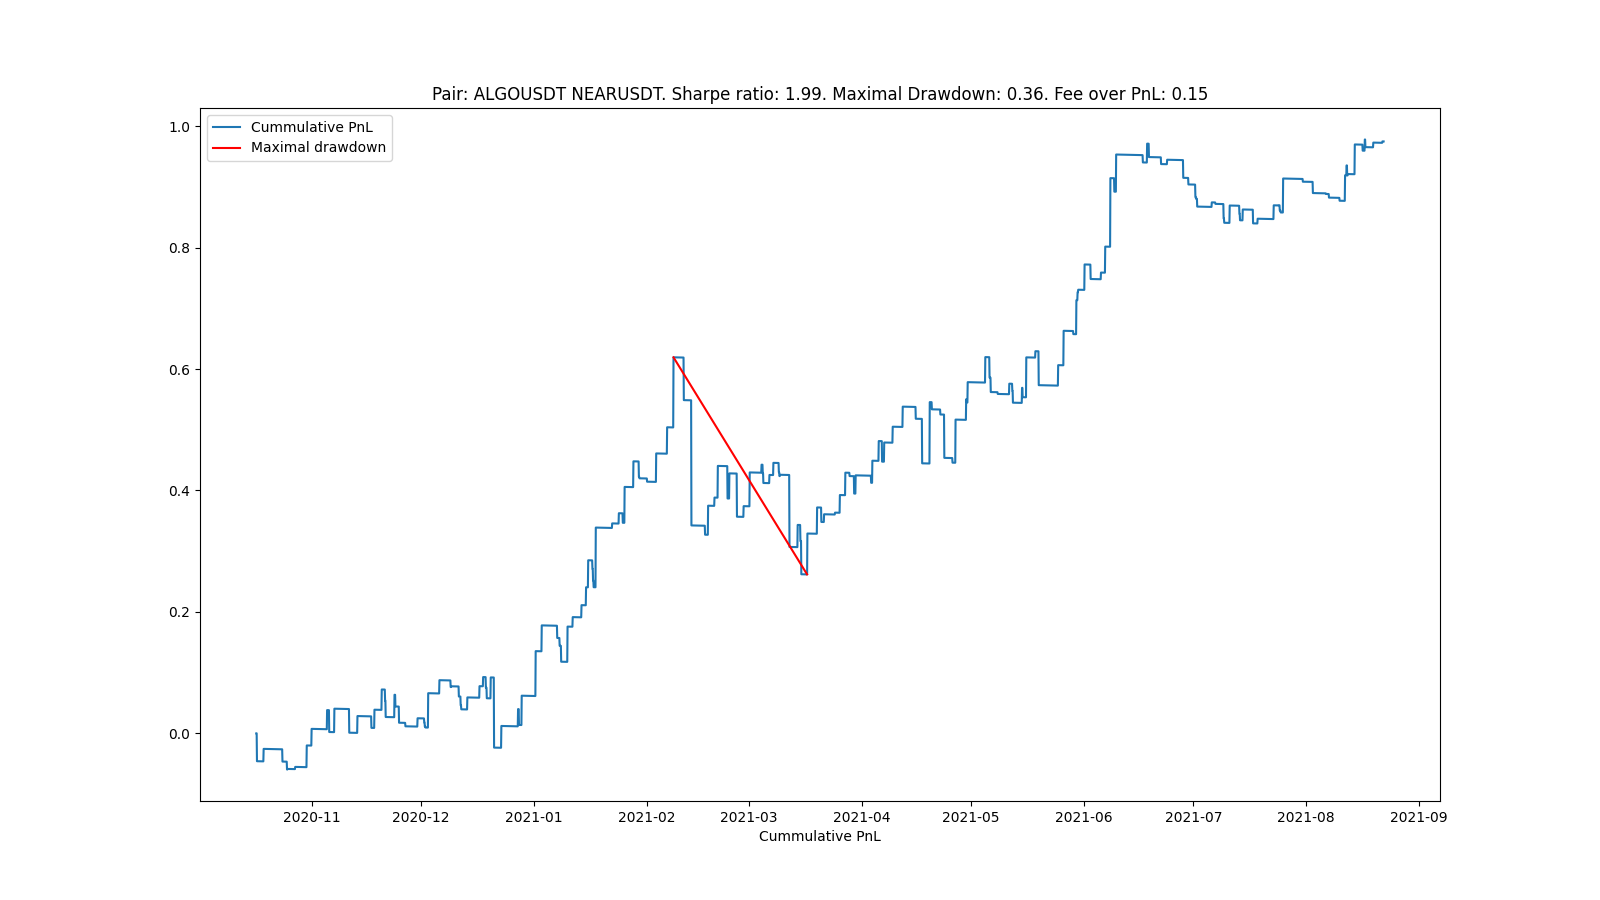 Pair: ALGOUSDT NEARUSDT. Sharpe ratio: 1.99. Maximal Drawdown: 0.36. Fee over PnL: 0.15
Cummulative PnL
Maximal drawdown
1.0
0.8
0.6
0.4
0.2
0.0
2020-11 2020-12 2021-01 2021-02 2021-03 2021-04 2021-05 2021-06 2021-07 2021-08 2021-09
Cummulative PnL